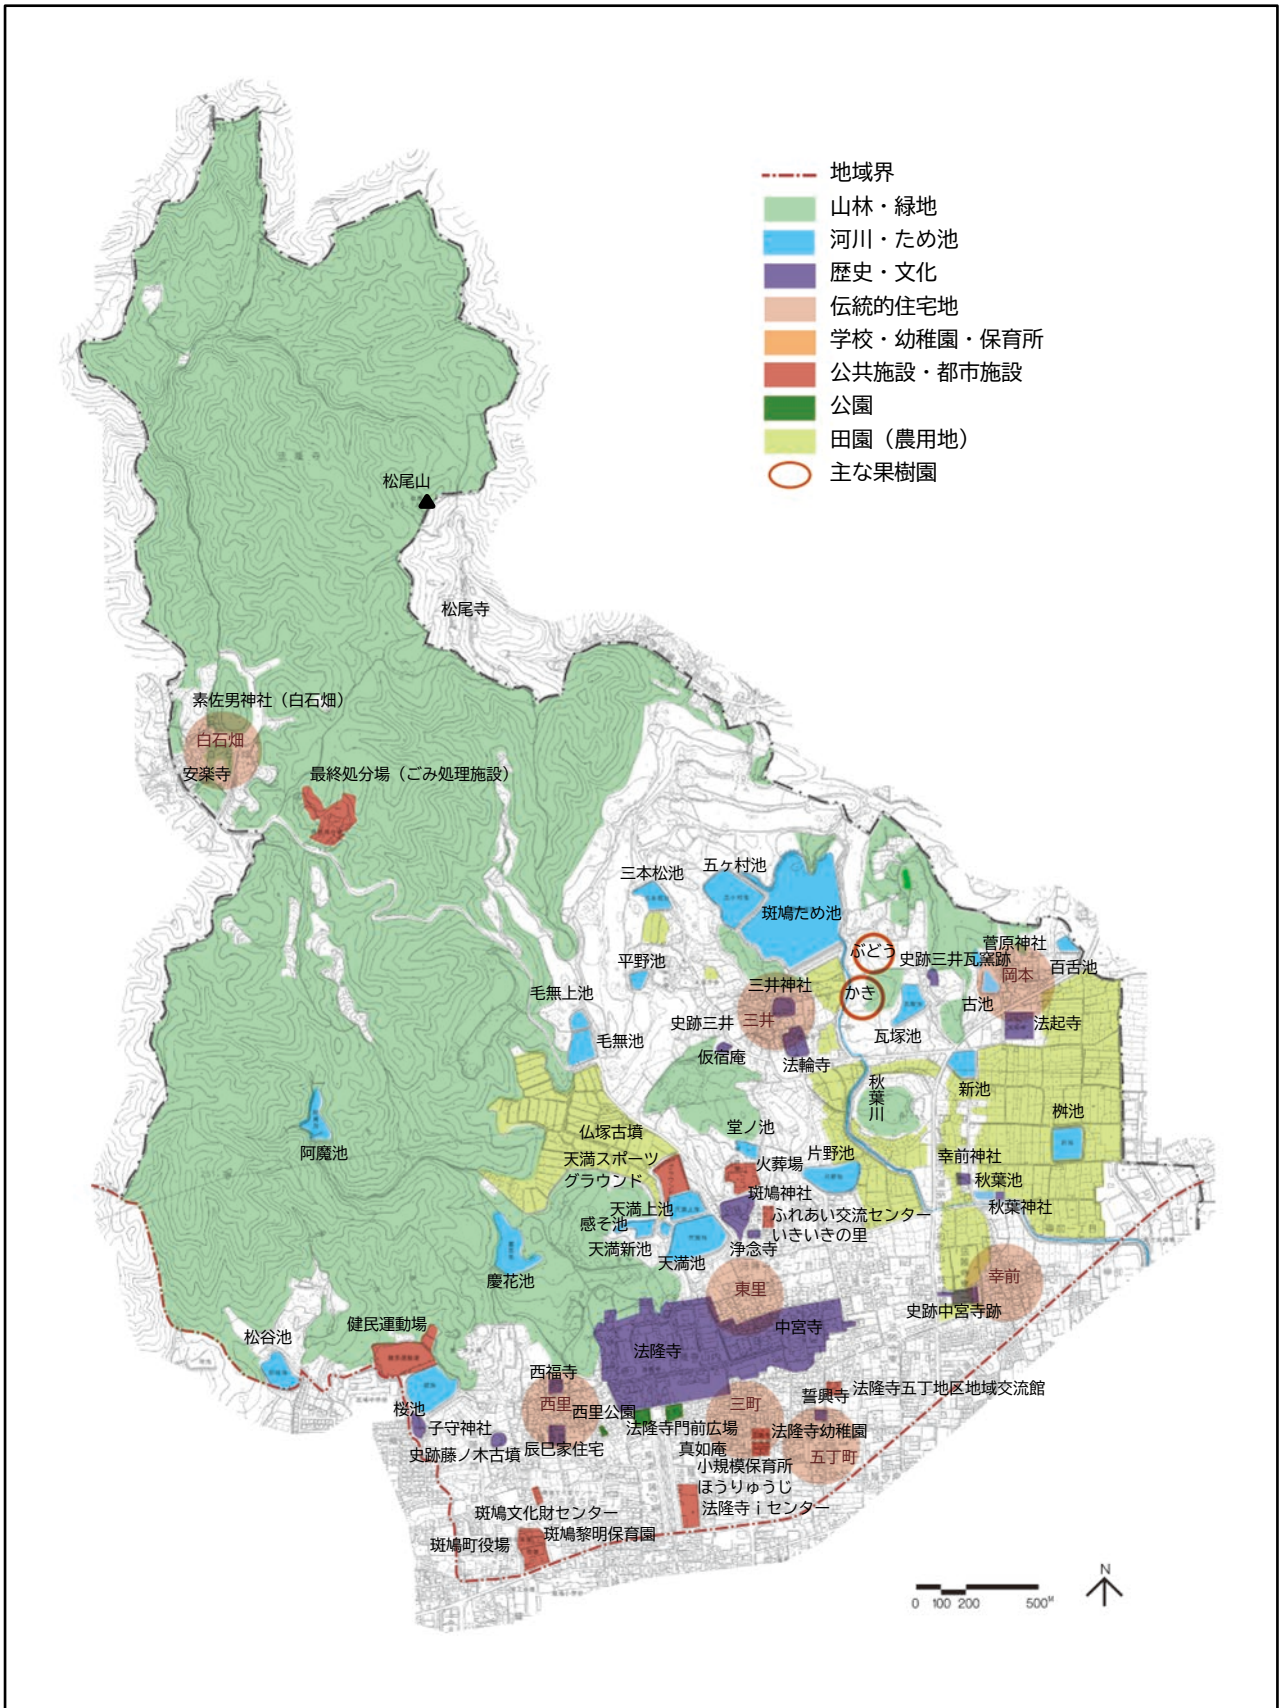 地域界
山林・緑地
河川・ため池
歴史・文化
伝統的住宅地
学校・幼稚園・保育所
公共施設・都市施設
公園
田園（農用地）
主な果樹園
松尾山
松尾寺
素佐男神社（白石畑）
白石畑
安楽寺
最終処分場（ごみ処理施設）
三本松池
五ヶ村池
斑鳩ため池
平野池
ぶどう
かき
史跡三井瓦窯跡
菅原神社
岡本
百舌池
古池
法起寺
瓦塚池
三井神社
史跡三井
三井
仮宿庵
法輪寺
毛無上池
毛無池
秋葉川
新池
桝池
阿魔池
仏塚古墳
天満スポーツ
グラウンド
堂ノ池
火葬場
片野池
幸前神社
秋葉池
秋葉神社
斑鳩神社
ふれあい交流センター
いきいきの里
天満上池
感そ池
天満新池
天満池
浄念寺
慶花池
東里
幸前
史跡中宮寺跡
中宮寺
法隆寺
松谷池
健民運動場
桜池
子守神社
史跡藤ノ木古墳
西福寺
西里
西里公園
辰巳家住宅
三町
法隆寺門前広場
真如庵
法隆寺幼稚園
小規模保育所
ほうりゅうじ
法隆寺ｉセンター
誓興寺
法隆寺五丁地区地域交流館
五丁町
斑鳩文化財センター
斑鳩町役場
斑鳩黎明保育園
N
0 100 200 500M